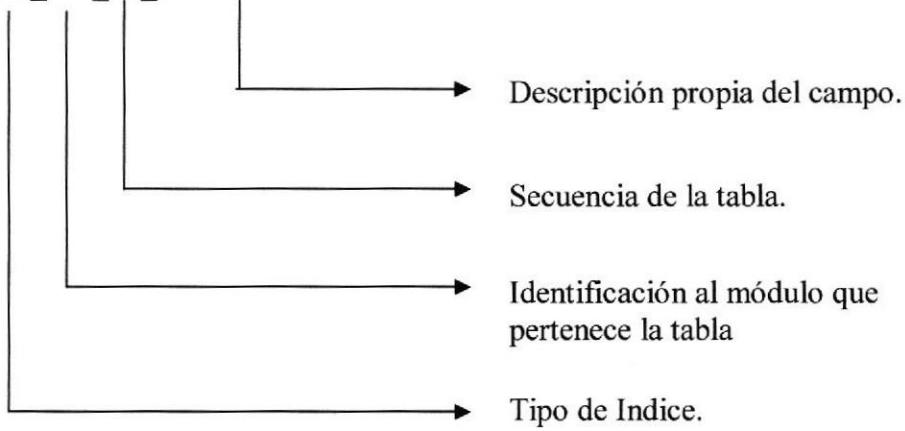 Descripción propia del campo.
Secuencia de la tabla.
Identificación al módulo que
pertenece la tabla
Tipo de Indice.